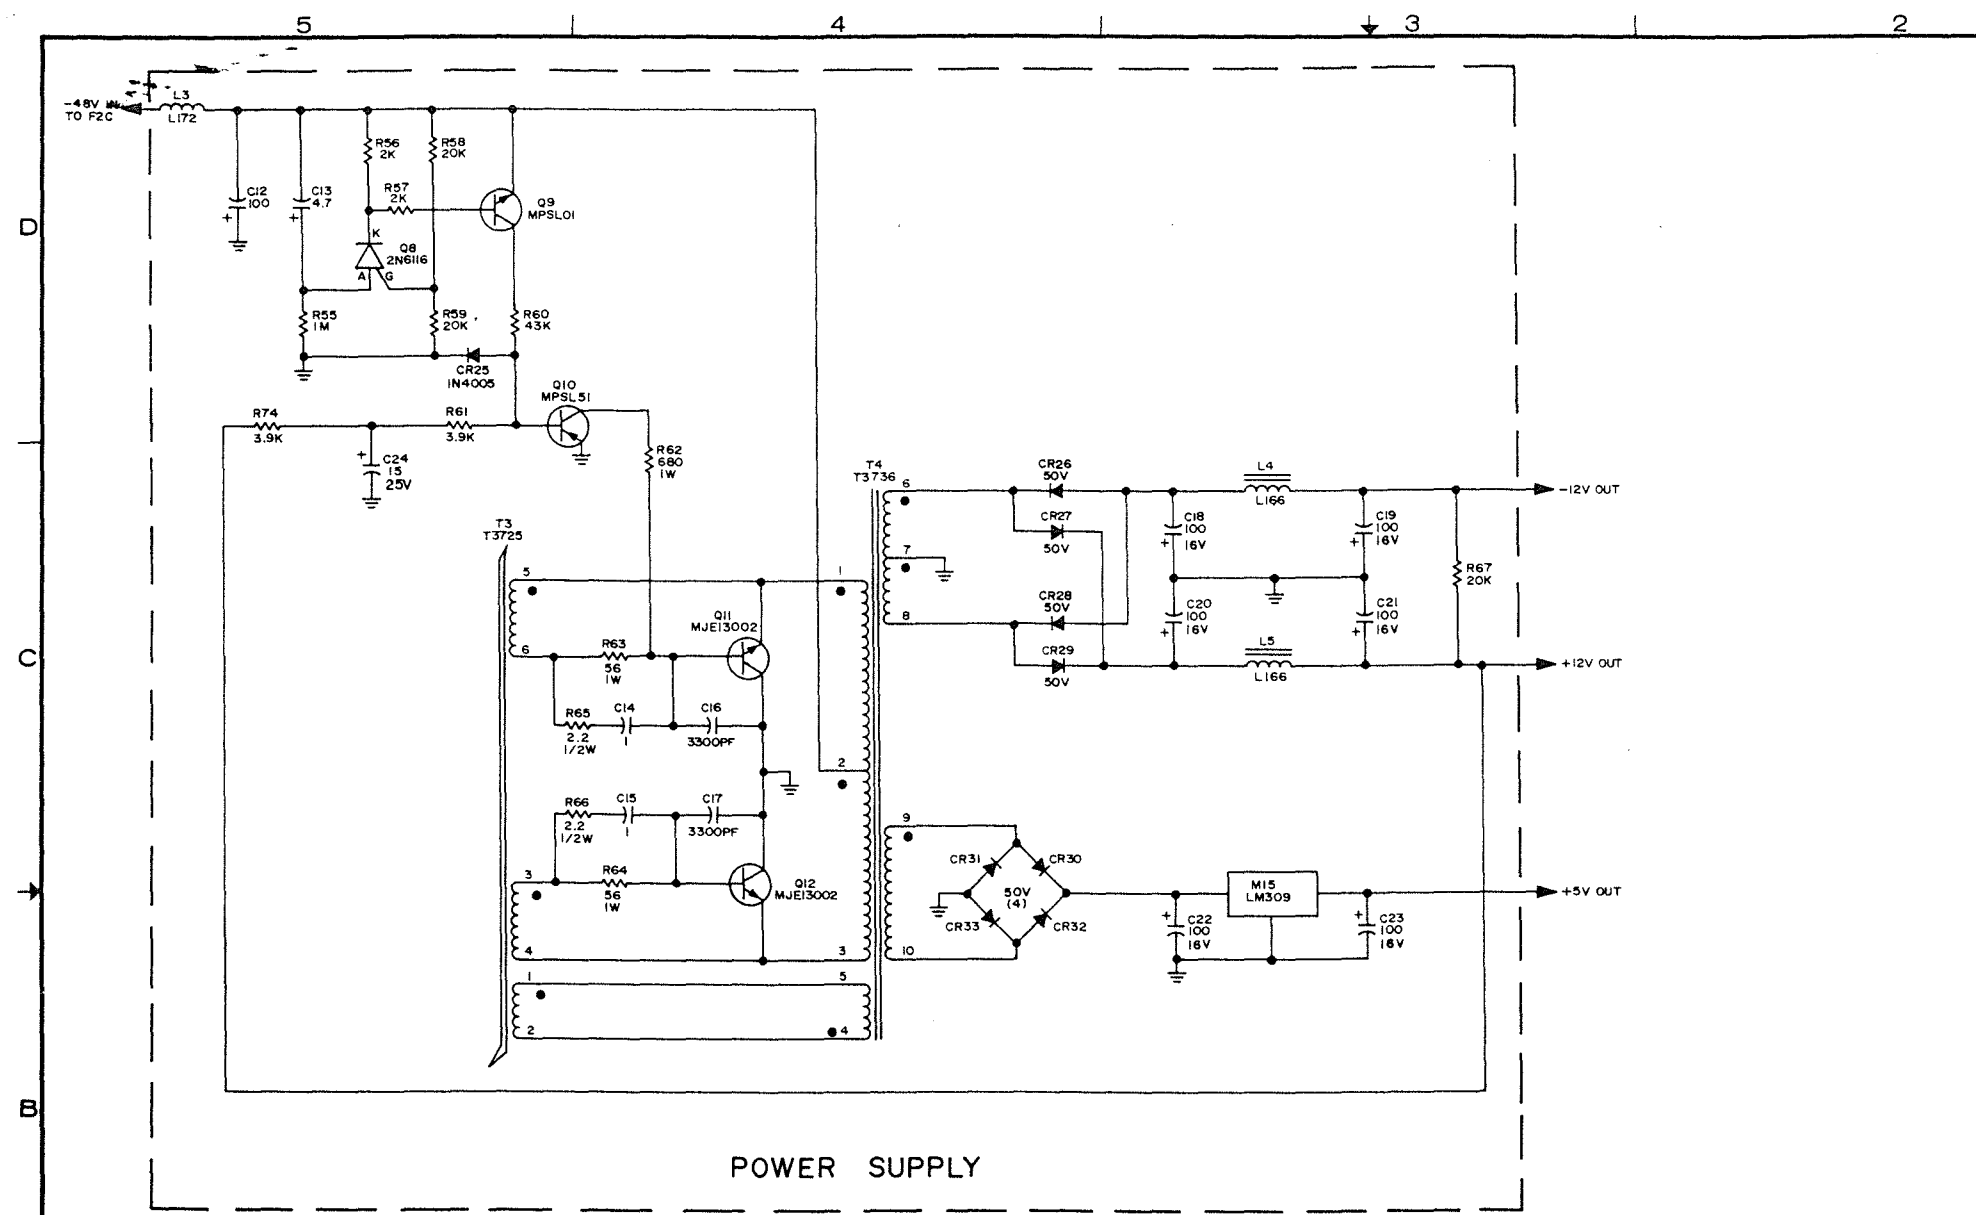 5 4 3 2
D
C
B
-48V IN
TO F2C
L3
L172
C12
100
+
C13
4.7
+
R56
2K
R57
2K
R58
20K
Q9
MPSL01
K
Q8
2N6116
A G
R55
1M
R59
20K
R60
43K
CR25
1N4005
Q10
MPSL51
R74
3.9K
R61
3.9K
+
C24
15
25V
R62
680
1W
T3
T3725
T4
T3736
5
6
3
4
1
2
1
2
3
5
4
6
7
8
9
10
Q11
MJE13002
R63
56
1W
R65
2.2
1/2W
C14
1
C16
3300PF
R66
2.2
1/2W
C15
1
C17
3300PF
R64
56
1W
Q12
MJE13002
CR26
50V
CR27
50V
CR28
50V
CR29
50V
C18
100
16V
+
C20
100
16V
+
L4
L166
L5
L166
C19
100
16V
+
C21
100
16V
+
R67
20K
-12V OUT
+12V OUT
CR31
CR30
50V
(4)
CR33
CR32
+
C22
100
16V
M15
LM309
+
C23
100
16V
+5V OUT
POWER SUPPLY